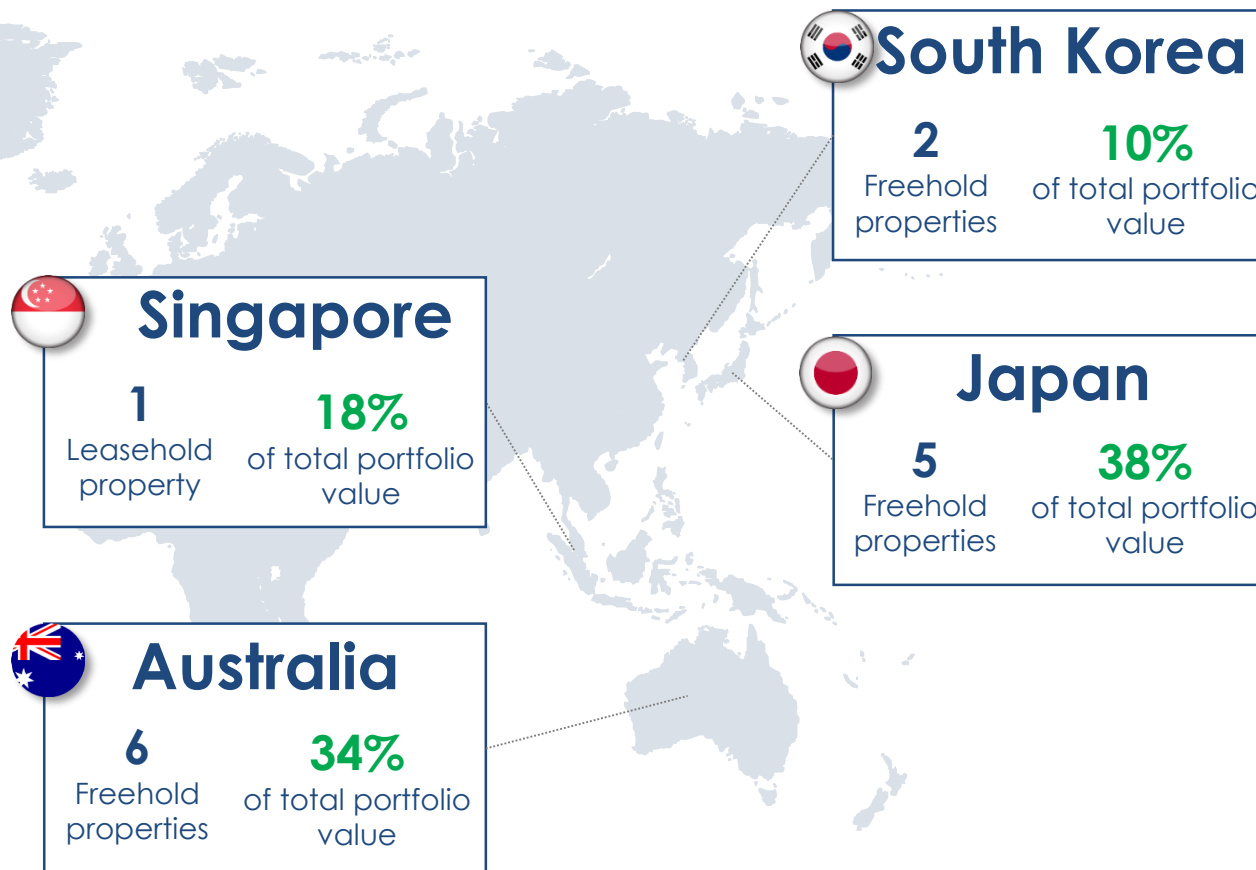 South Korea
2
Freehold
properties
10%
of total portfolio
value
Singapore
1
Leasehold
property
18%
of total portfolio
value
Japan
5
Freehold
properties
38%
of total portfolio
value
Australia
6
Freehold
properties
34%
of total portfolio
value